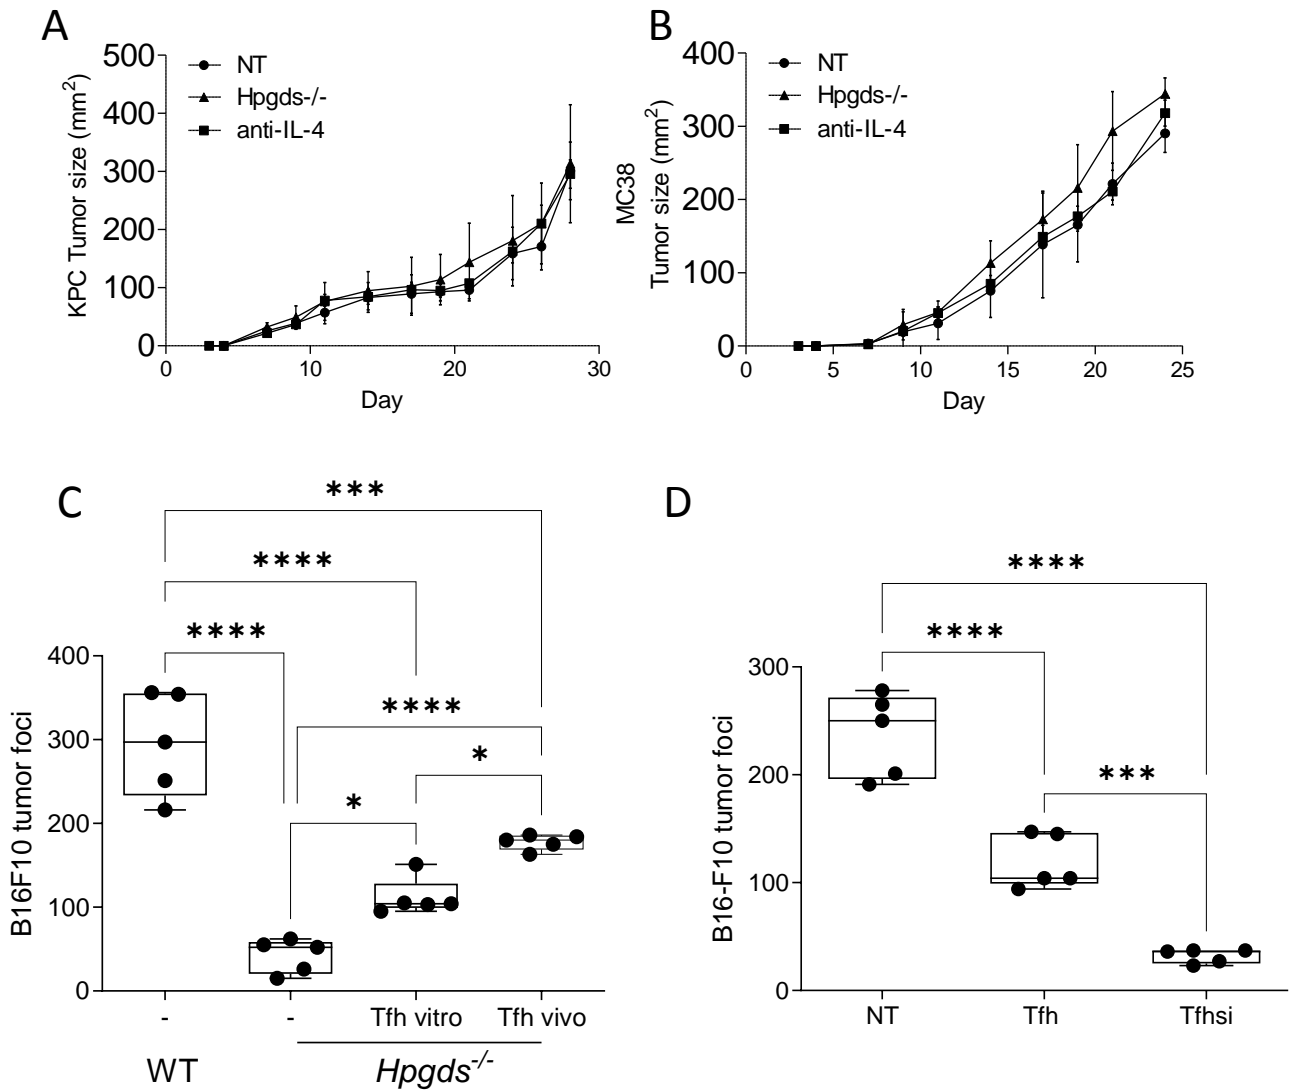 A
KPC Tumor size (mm2)
500
400
300
200
100
0
NT
Hpgds-/-
anti-IL-4
0 10 20 30
Day
B
MC38
Tumor size (mm2)
400
300
200
100
0
NT
Hpgds-/-
anti-IL-4
0 5 10 15 20 25
Day
C
***
****
****
****
*
*
B16F10 tumor foci
400
300
200
100
0
- - Tfh vitro Tfh vivo
WT Hpgds-/-
D
****
****
***
B16-F10 tumor foci
300
200
100
0
NT Tfh Tfhsi